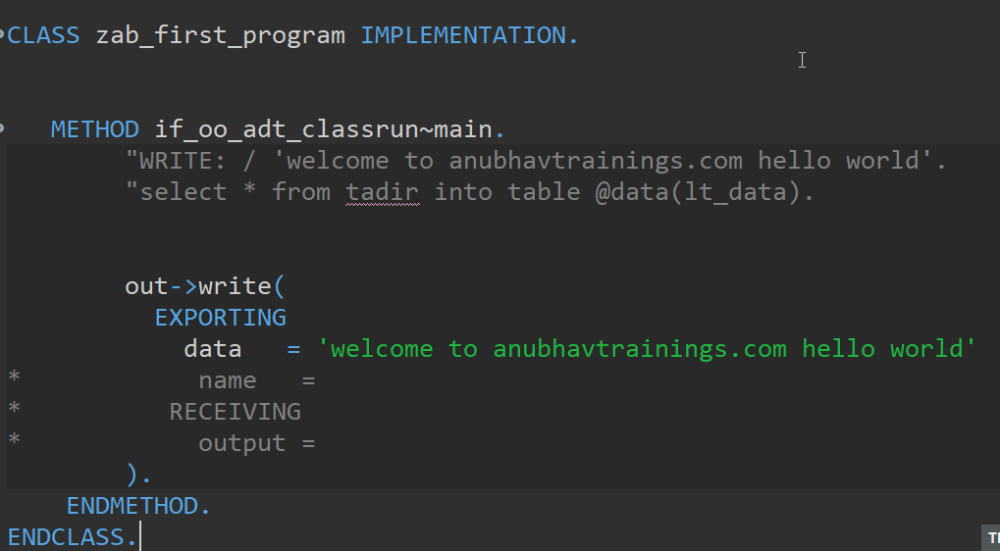 CLASS zab_first_program IMPLEMENTATION.
METHOD if_oo_adt_classrun~main.
"WRITE: / 'welcome to anubhavtrainings.com hello world'.
"select * from tadir into table @data(lt_data).
out->write(
EXPORTING
data   = 'welcome to anubhavtrainings.com hello world'
*            name   =
*          RECEIVING
*            output =
).
ENDMETHOD.
ENDCLASS.